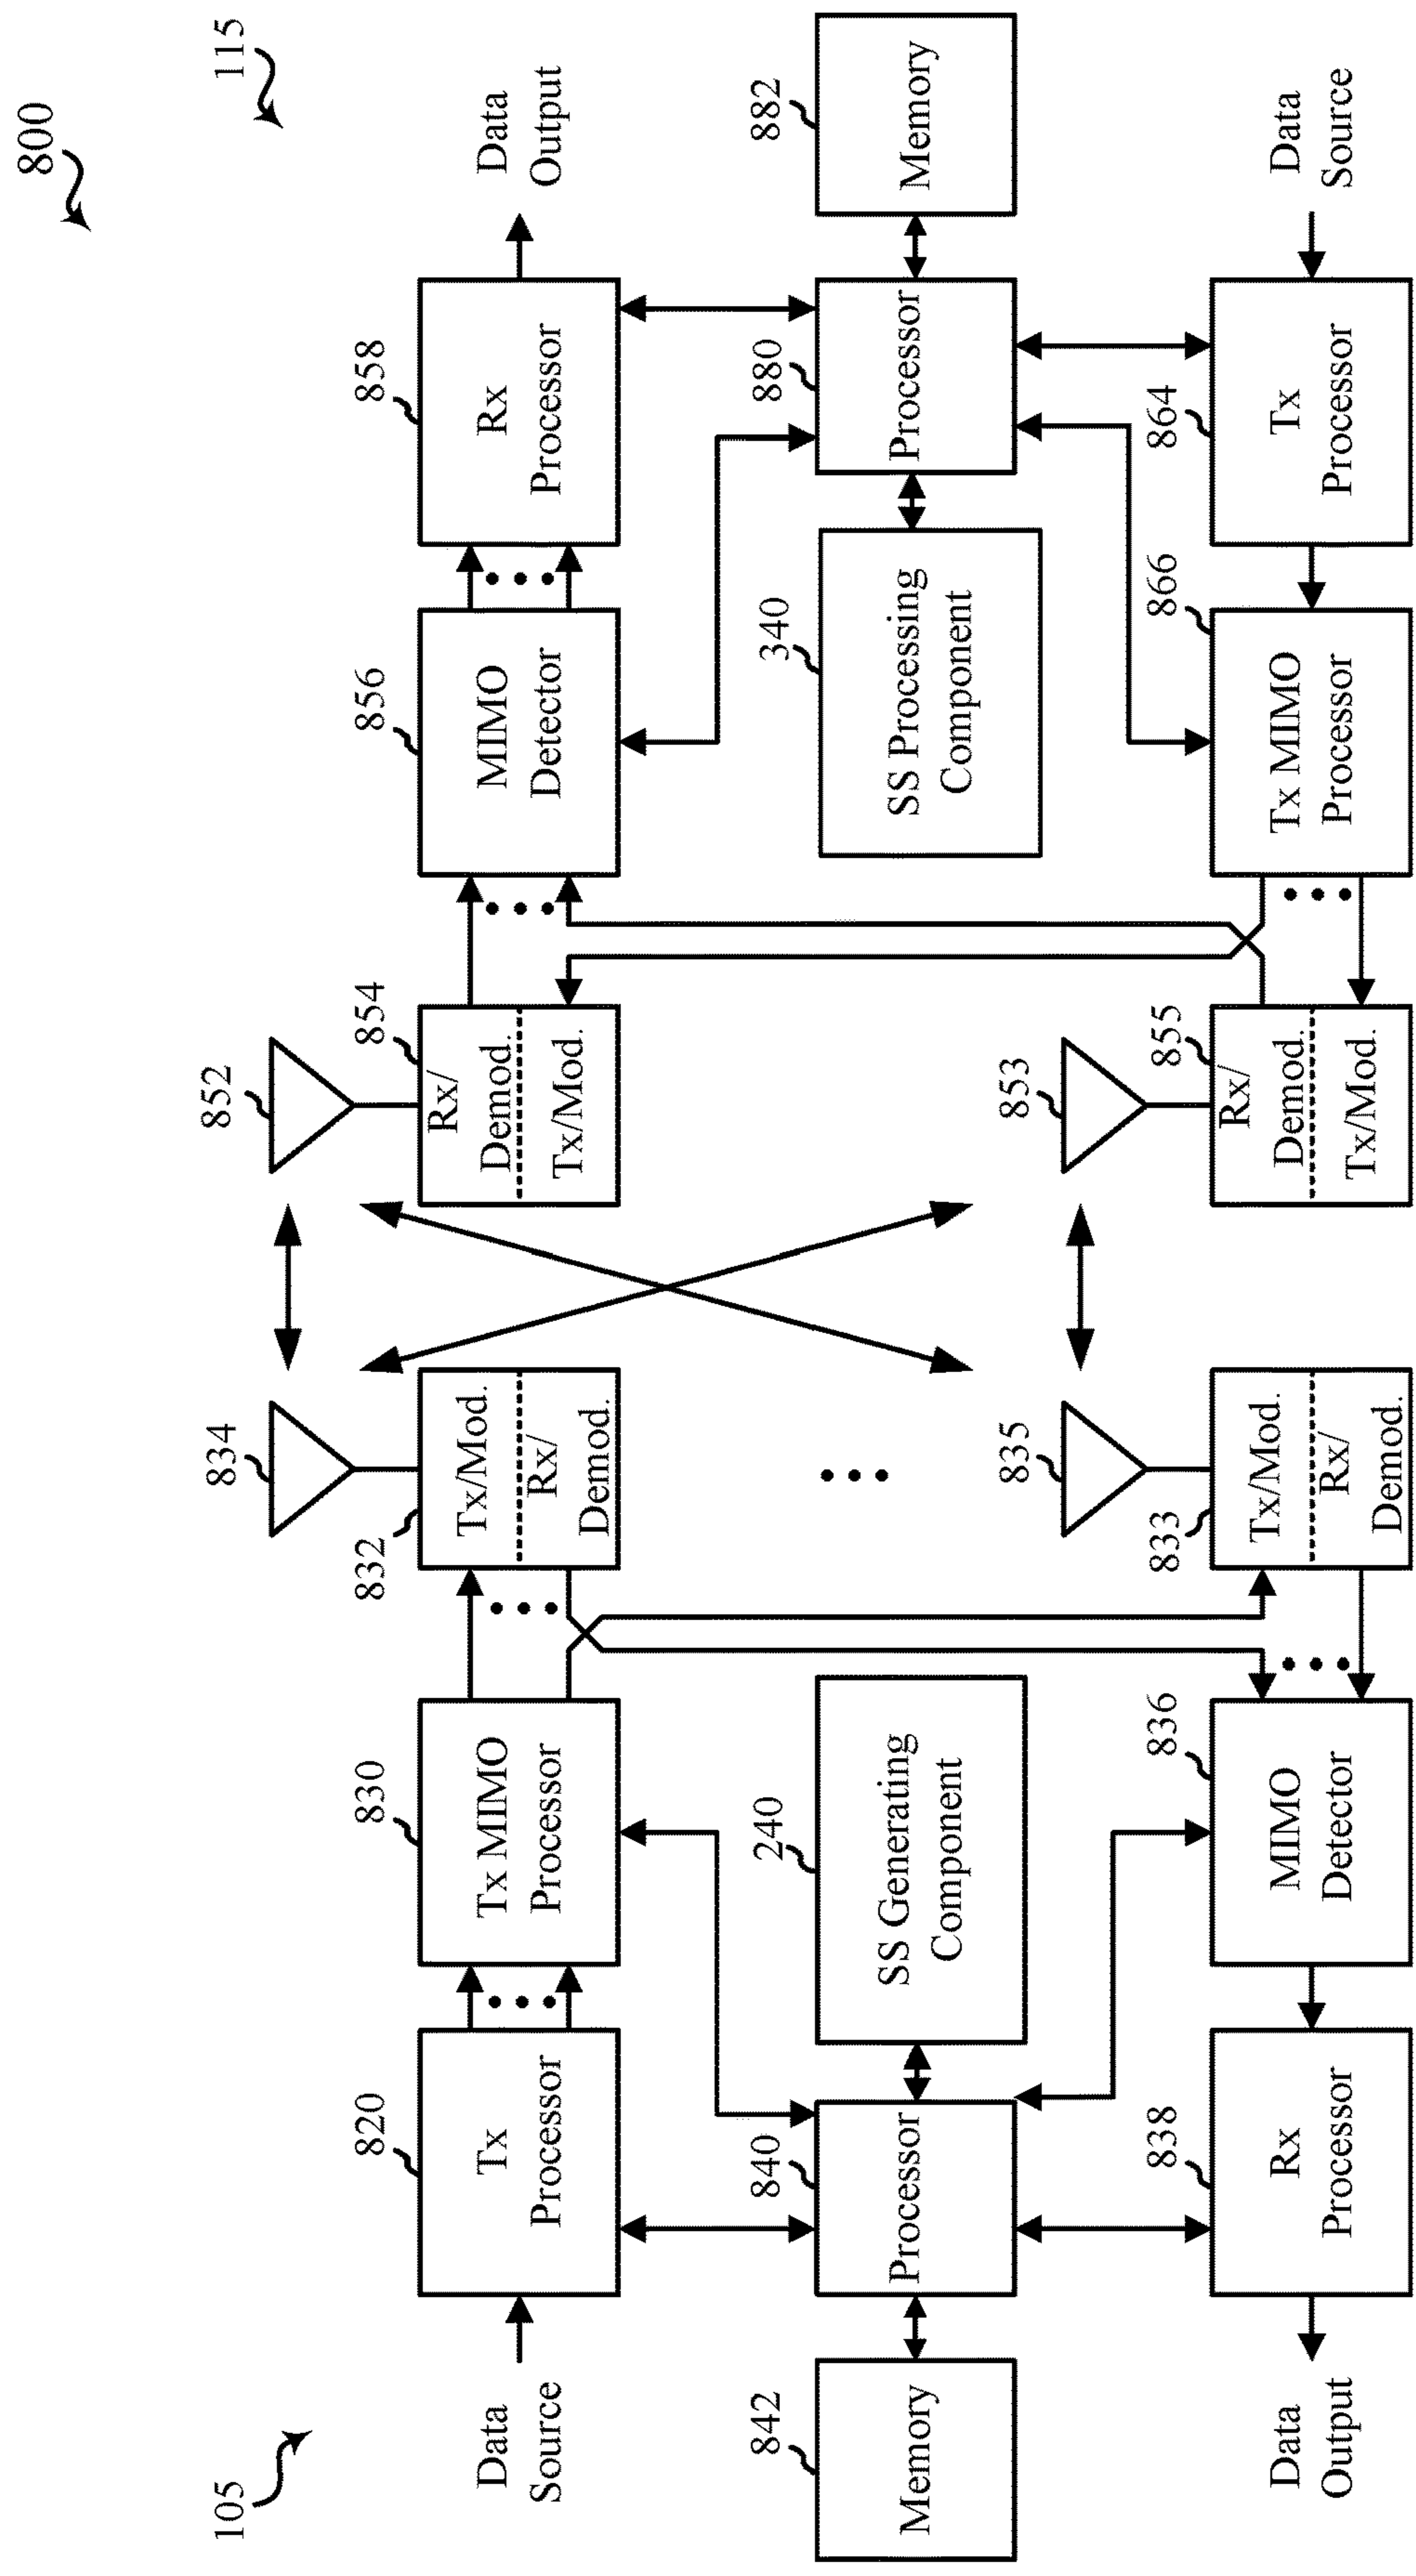 800
105
115
834
852
Data
Source
820
Tx
Processor
830
Tx MIMO
Processor
832
Tx/Mod.
Rx/
Demod.
854
Rx/
Demod.
Tx/Mod.
856
MIMO
Detector
858
Rx
Processor
Data
Output
842
Memory
840
Processor
240
SS Generating
Component
340
SS Processing
Component
880
Processor
882
Memory
835
853
Data
Output
838
Rx
Processor
836
MIMO
Detector
833
Tx/Mod.
Rx/
Demod.
855
Rx/
Demod.
Tx/Mod.
866
Tx MIMO
Processor
864
Tx
Processor
Data
Source